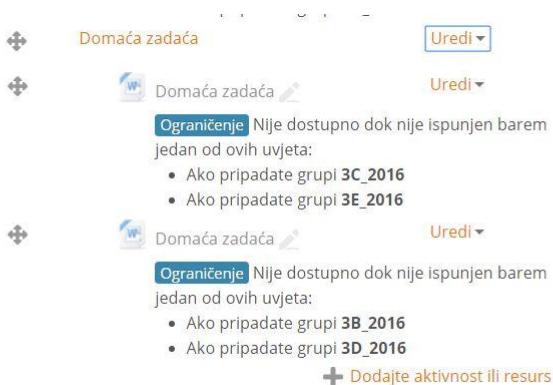 Domaća zadaća Uredi
Domaća zadaća Uredi
Ograničenje Nije dostupno dok nije ispunjen barem
jedan od ovih uvjeta:
• Ako pripadate grupi 3C_2016
• Ako pripadate grupi 3E_2016
Domaća zadaća Uredi
Ograničenje Nije dostupno dok nije ispunjen barem
jedan od ovih uvjeta:
• Ako pripadate grupi 3B_2016
• Ako pripadate grupi 3D_2016
Dodajte aktivnost ili resurs